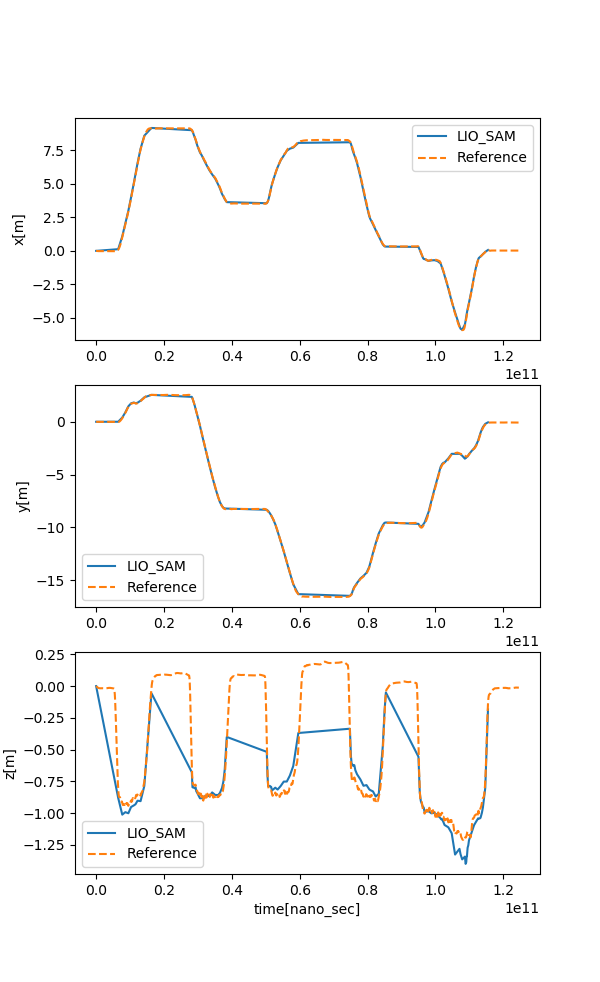 7.5
5.0
2.5
0.0
−2.5
−5.0
x[m]
LIO_SAM
Reference
0.0 0.2 0.4 0.6 0.8 1.0 1.2
1e11
0
−5
−10
−15
y[m]
LIO_SAM
Reference
0.0 0.2 0.4 0.6 0.8 1.0 1.2
1e11
0.25
0.00
−0.25
−0.50
−0.75
−1.00
−1.25
z[m]
LIO_SAM
Reference
0.0 0.2 0.4 0.6 0.8 1.0 1.2
time[nano_sec]
1e11